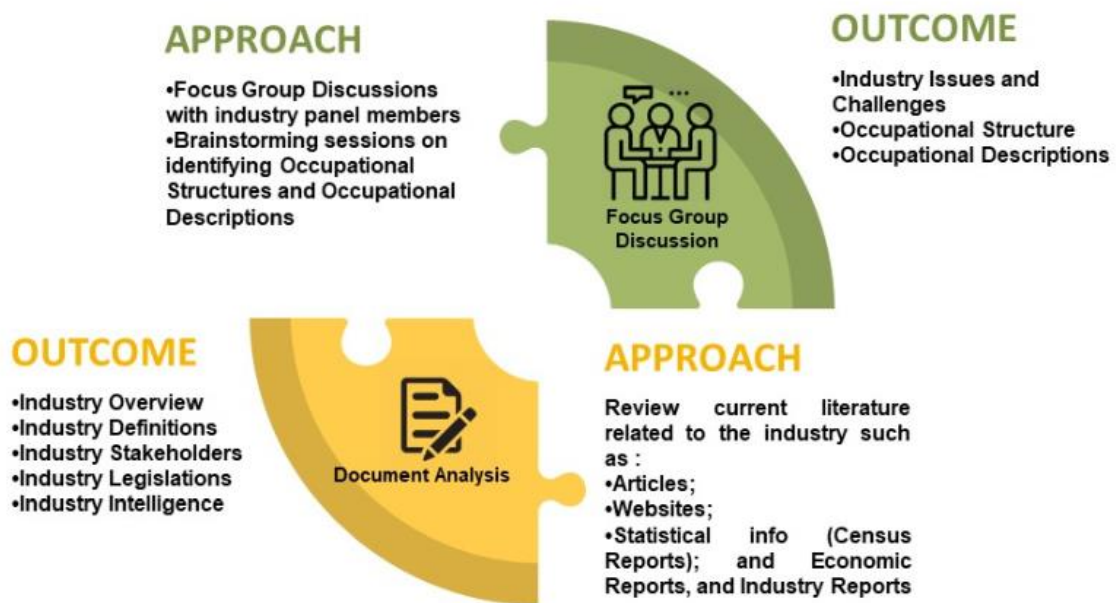 APPROACH
•Focus Group Discussions
with industry panel members
•Brainstorming sessions on
identifying Occupational
Structures and Occupational
Descriptions
Focus Group
Discussion
OUTCOME
•Industry Issues and
Challenges
•Occupational Structure
•Occupational Descriptions
OUTCOME
•Industry Overview
•Industry Definitions
•Industry Stakeholders
•Industry Legislations
•Industry Intelligence
Document Analysis
APPROACH
Review current literature
related to the industry such
as :
•Articles;
•Websites;
•Statistical info (Census
Reports); and Economic
Reports, and Industry Reports